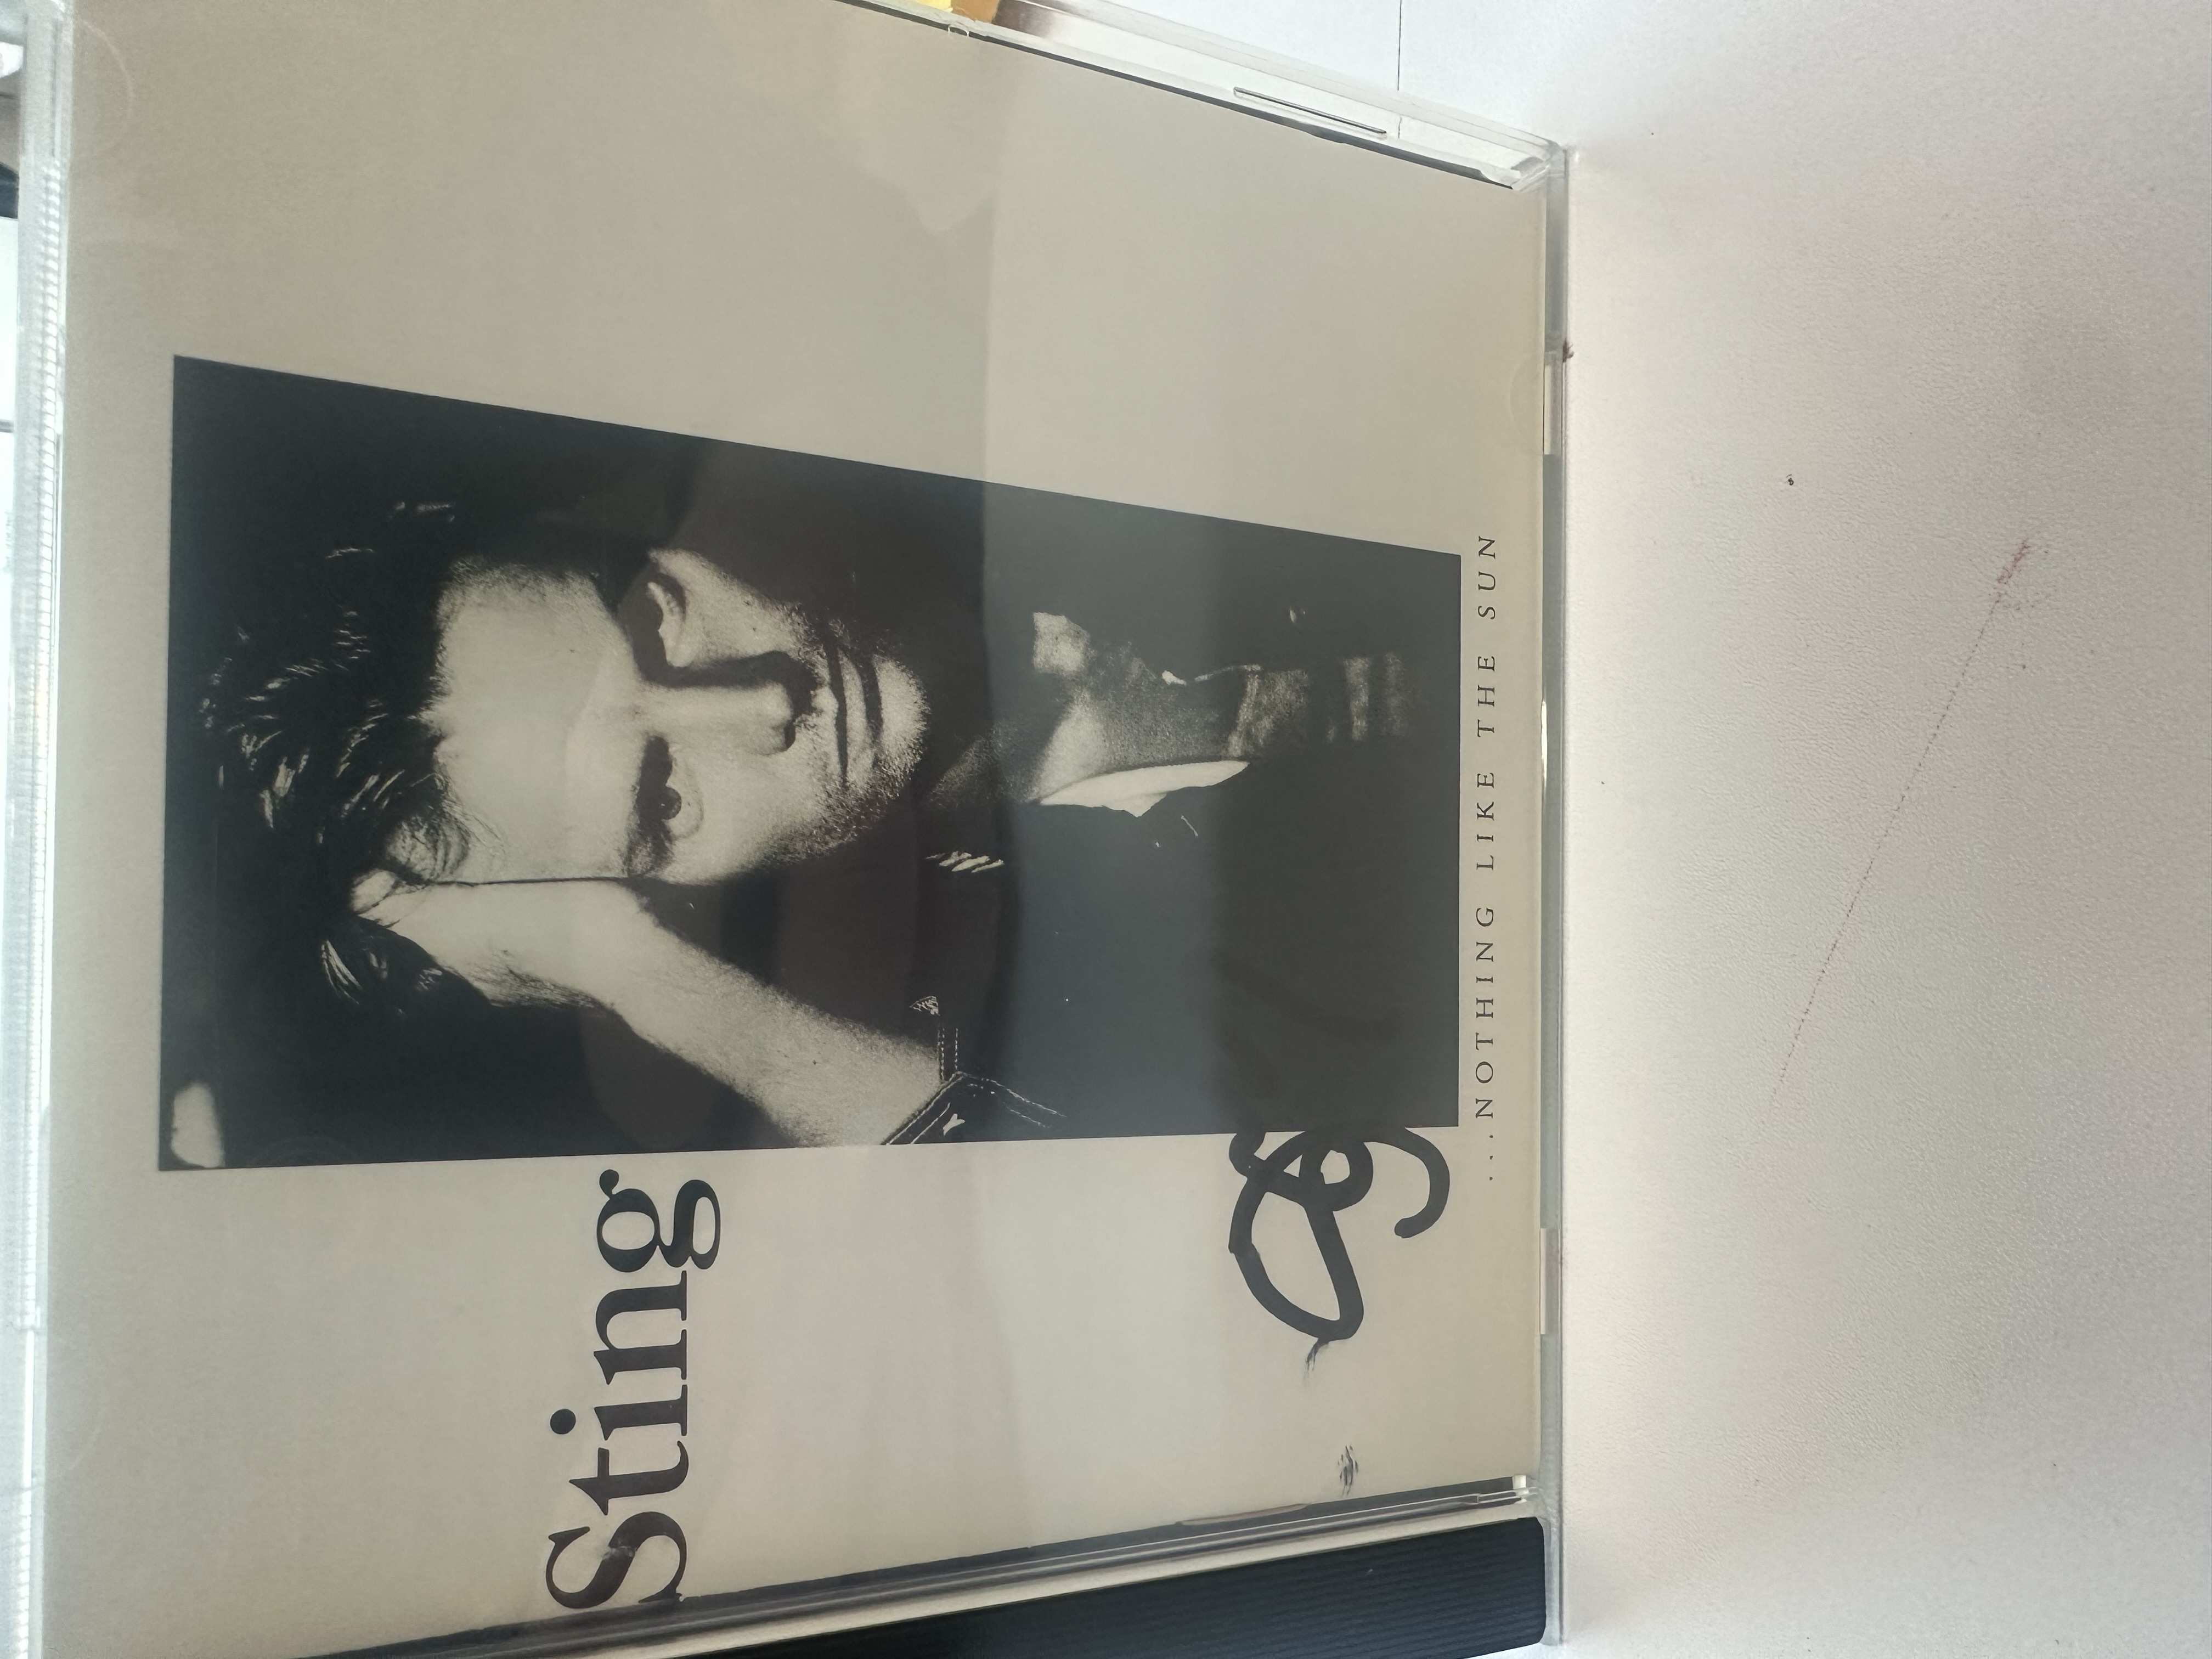 Sting
...NOTHING LIKE THE SUN